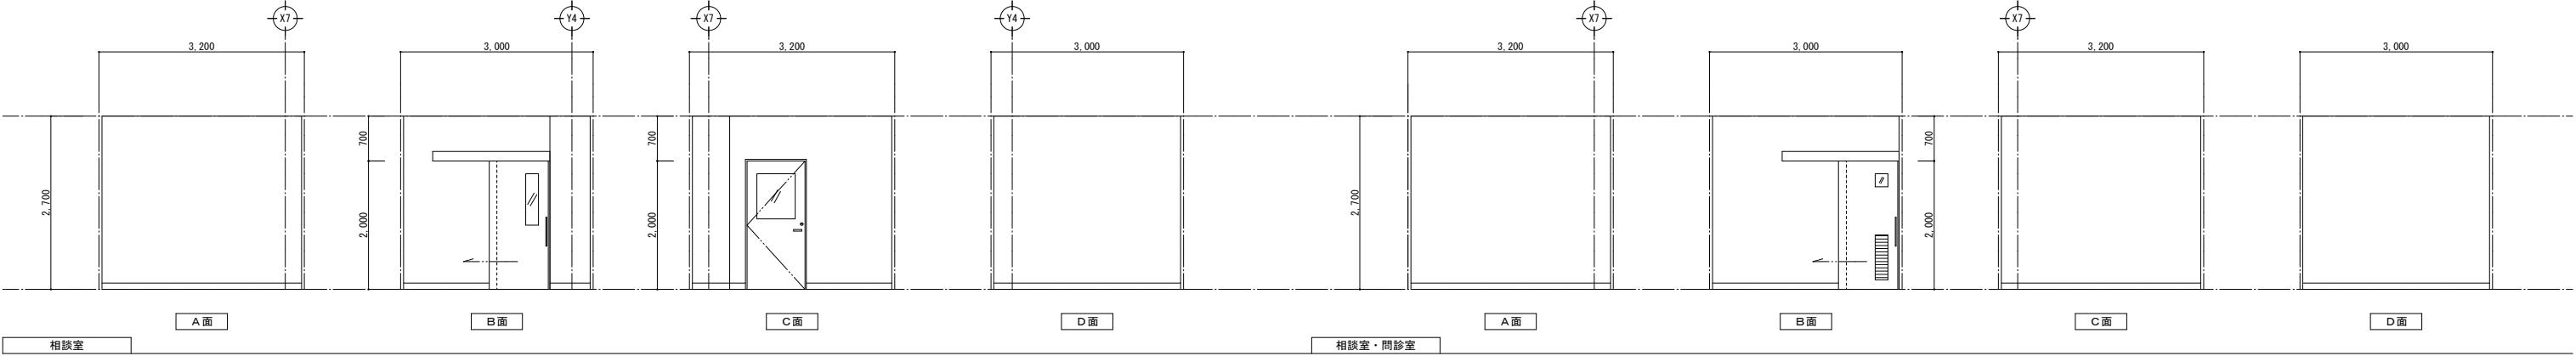 X7 Y4 X7 Y4 X7 X7
3,200 3,000 3,200 3,000 3,200 3,000 3,200 3,000
700 700 700
2,700 2,000 2,000 2,700 2,000
A面 B面 C面 D面 A面 B面 C面 D面
相談室 相談室・問診室